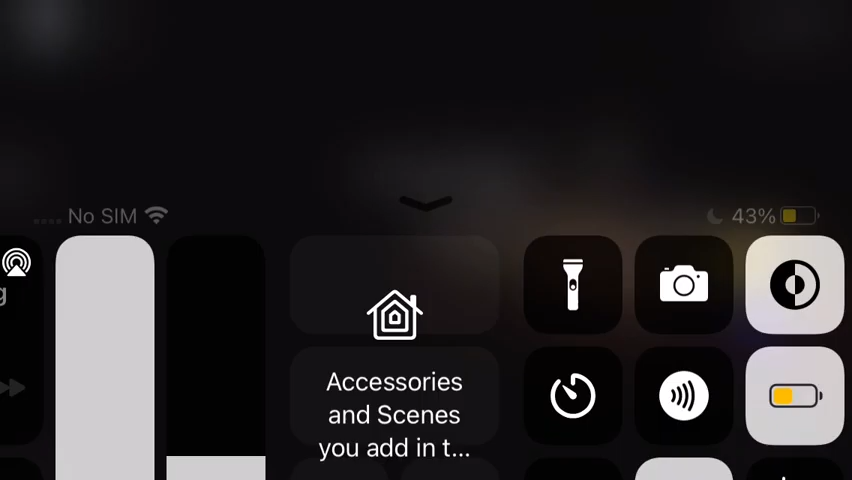 No SIM
43%
g
Accessories
and Scenes
you add in t...